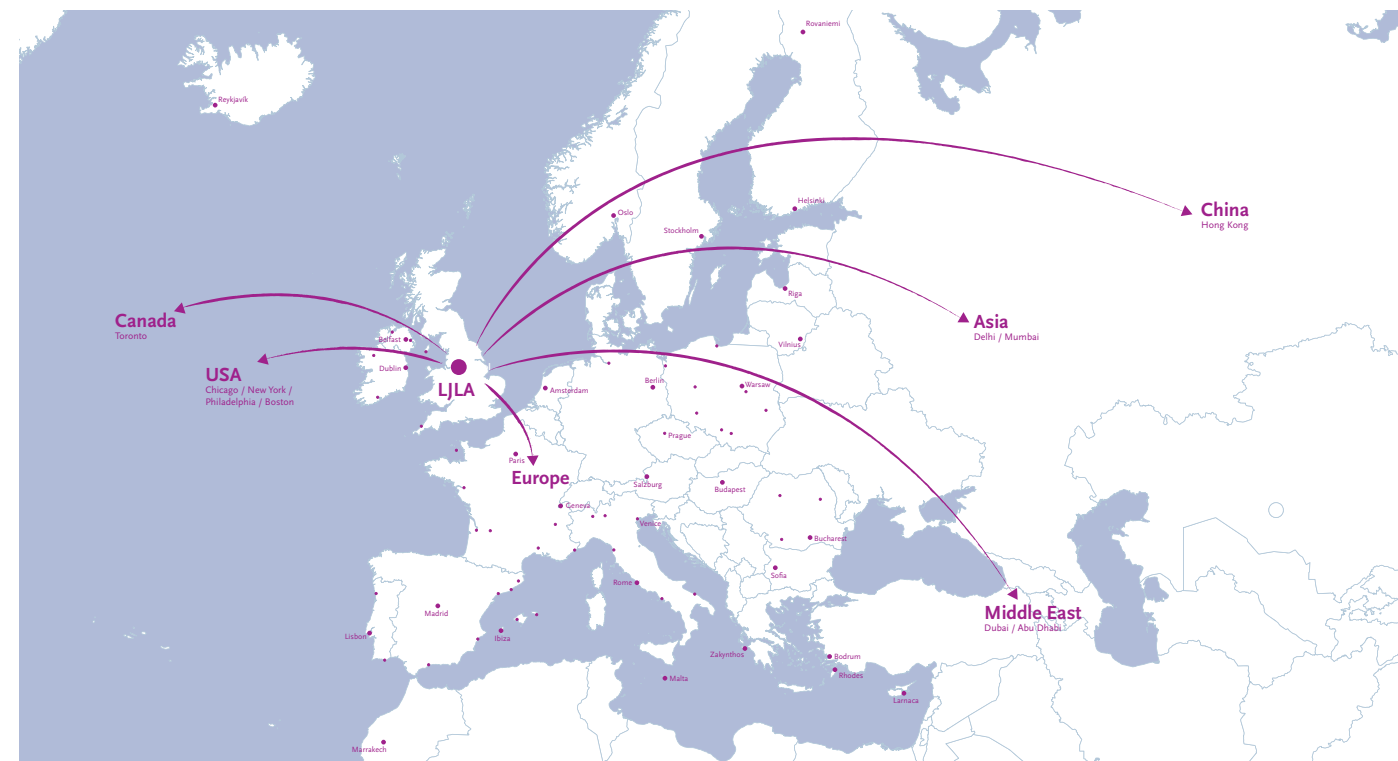 Rovaniemi
Reykjavík
Helsinki
Oslo
Stockholm
China
Hong Kong
Riga
Canada
Toronto
Asia
Delhi / Mumbai
Belfast
Vilnius
Dublin
USA
Chicago / New York /
Philadelphia / Boston
LJLA
Amsterdam
Berlin
Warsaw
Prague
Paris
Europe
Salzburg
Budapest
Geneva
Venice
Bucharest
Sofia
Rome
Madrid
Middle East
Dubai / Abu Dhabi
Lisbon
Ibiza
Zakynthos
Bodrum
Malta
Rhodes
Larnaca
Marrakech